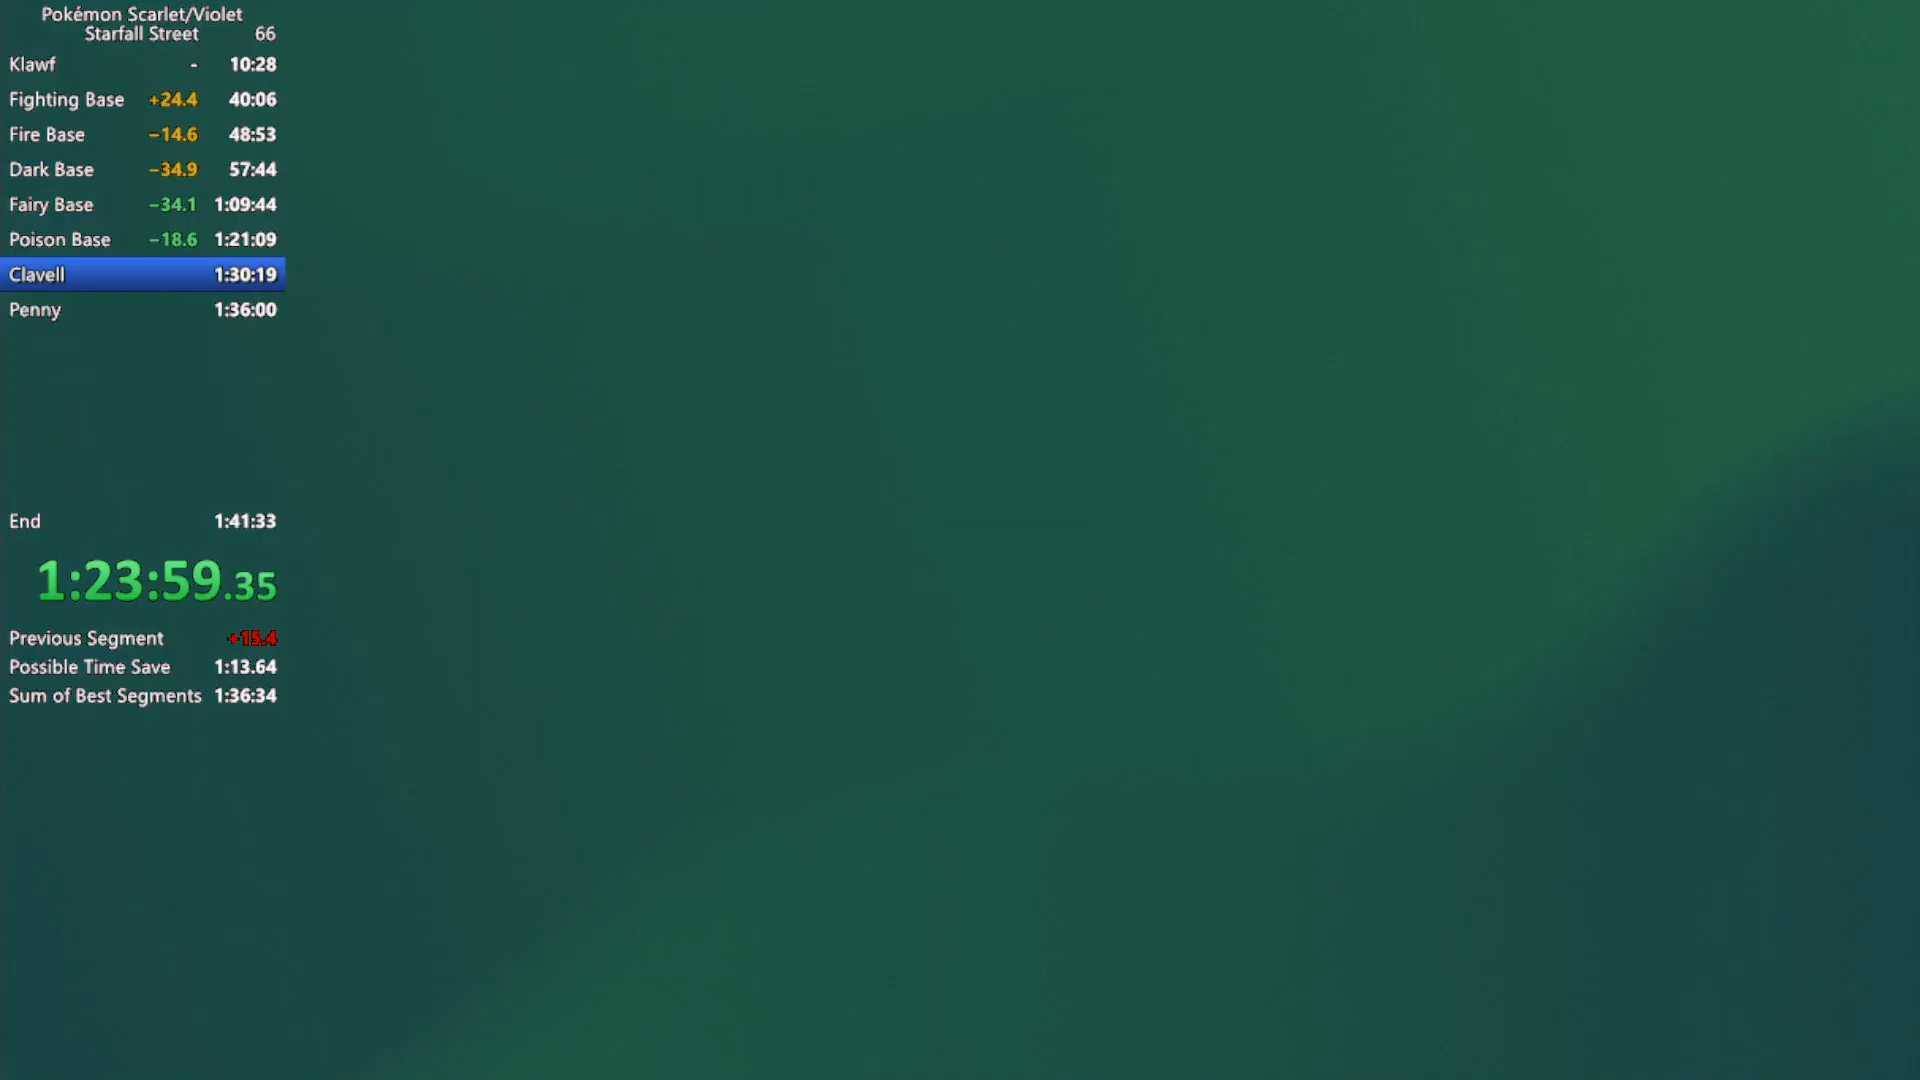 Pokémon Scarlet/Violet
Starfall Street 66
Klawf - 10:28
Fighting Base +24.4 40:06
Fire Base −14.6 48:53
Dark Base −34.9 57:44
Fairy Base −34.1 1:09:44
Poison Base −18.6 1:21:09
Clavell 1:30:19
Penny 1:36:00
End 1:41:33
1:23:59.35
Previous Segment +15.4
Possible Time Save 1:13.64
Sum of Best Segments 1:36:34